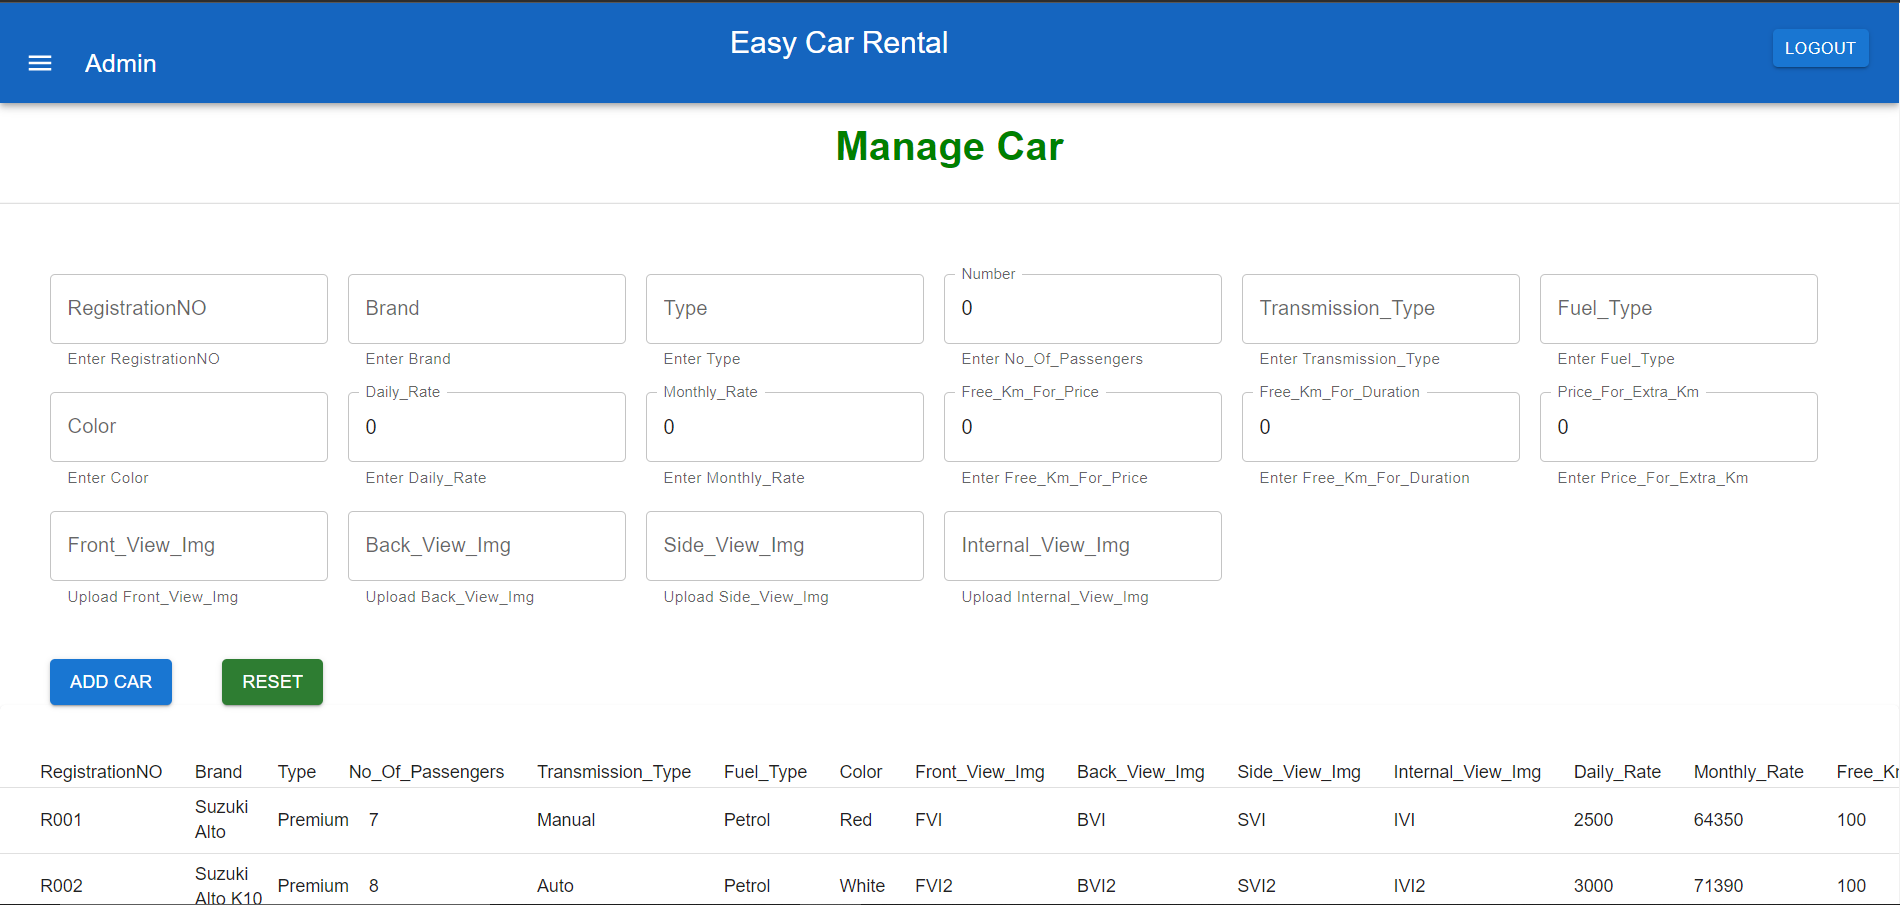 Easy Car Rental
Admin
LOGOUT
Manage Car
Number
RegistrationNO Brand Type 0 Transmission_Type Fuel_Type
Enter RegistrationNO Enter Brand Enter Type Enter No_Of_Passengers Enter Transmission_Type Enter Fuel_Type
Daily_Rate Monthly_Rate Free_Km_For_Price Free_Km_For_Duration Price_For_Extra_Km
Color 0 0 0 0 0
Enter Color Enter Daily_Rate Enter Monthly_Rate Enter Free_Km_For_Price Enter Free_Km_For_Duration Enter Price_For_Extra_Km
Front_View_Img Back_View_Img Side_View_Img Internal_View_Img
Upload Front_View_Img Upload Back_View_Img Upload Side_View_Img Upload Internal_View_Img
ADD CAR RESET
RegistrationNO Brand Type No_Of_Passengers Transmission_Type Fuel_Type Color Front_View_Img Back_View_Img Side_View_Img Internal_View_Img Daily_Rate Monthly_Rate
R001 Suzuki Alto Premium 7 Manual Petrol Red FVI BVI SVI IVI 2500 64350 100
R002 Suzuki Alto K10 Premium 8 Auto Petrol White FVI2 BVI2 SVI2 IVI2 3000 71390 100